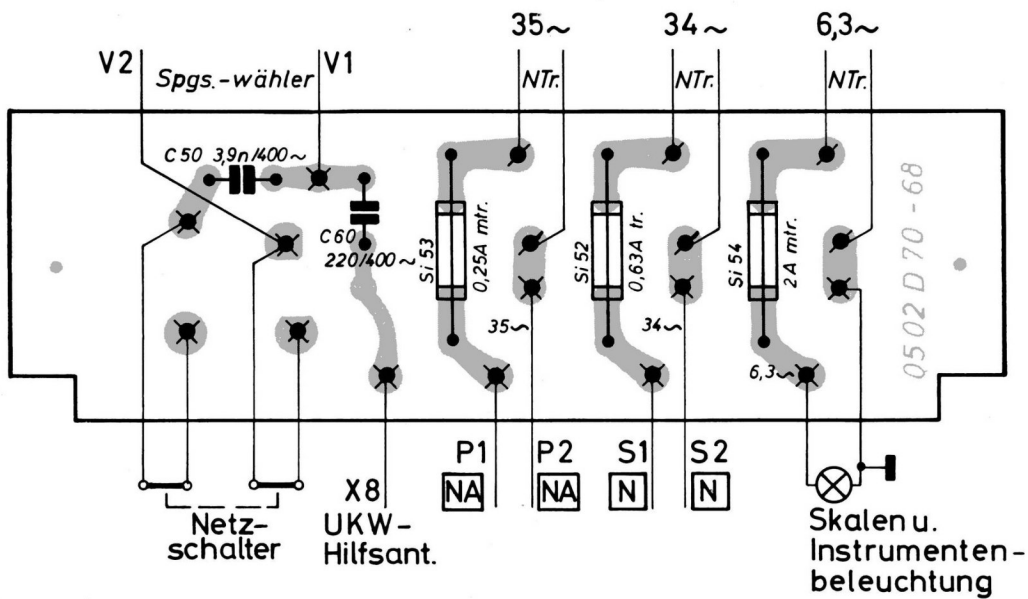 35~ 34~ 6,3~
V2 Spgs.-wähler V1 NTr. NTr. NTr.
C50 3,9n/400~
C60
220/400~
Si 53
0,25A mtr.
Si 52
0,63A tr.
Si 54
2A mtr.
0502 D 70-68
35~ 34~ 6,3~
P1 P2 S1 S2
NA NA N N
Netz-
schalter
X8
UKW-
Hilfsant.
Skalen u.
Instrumenten-
beleuchtung